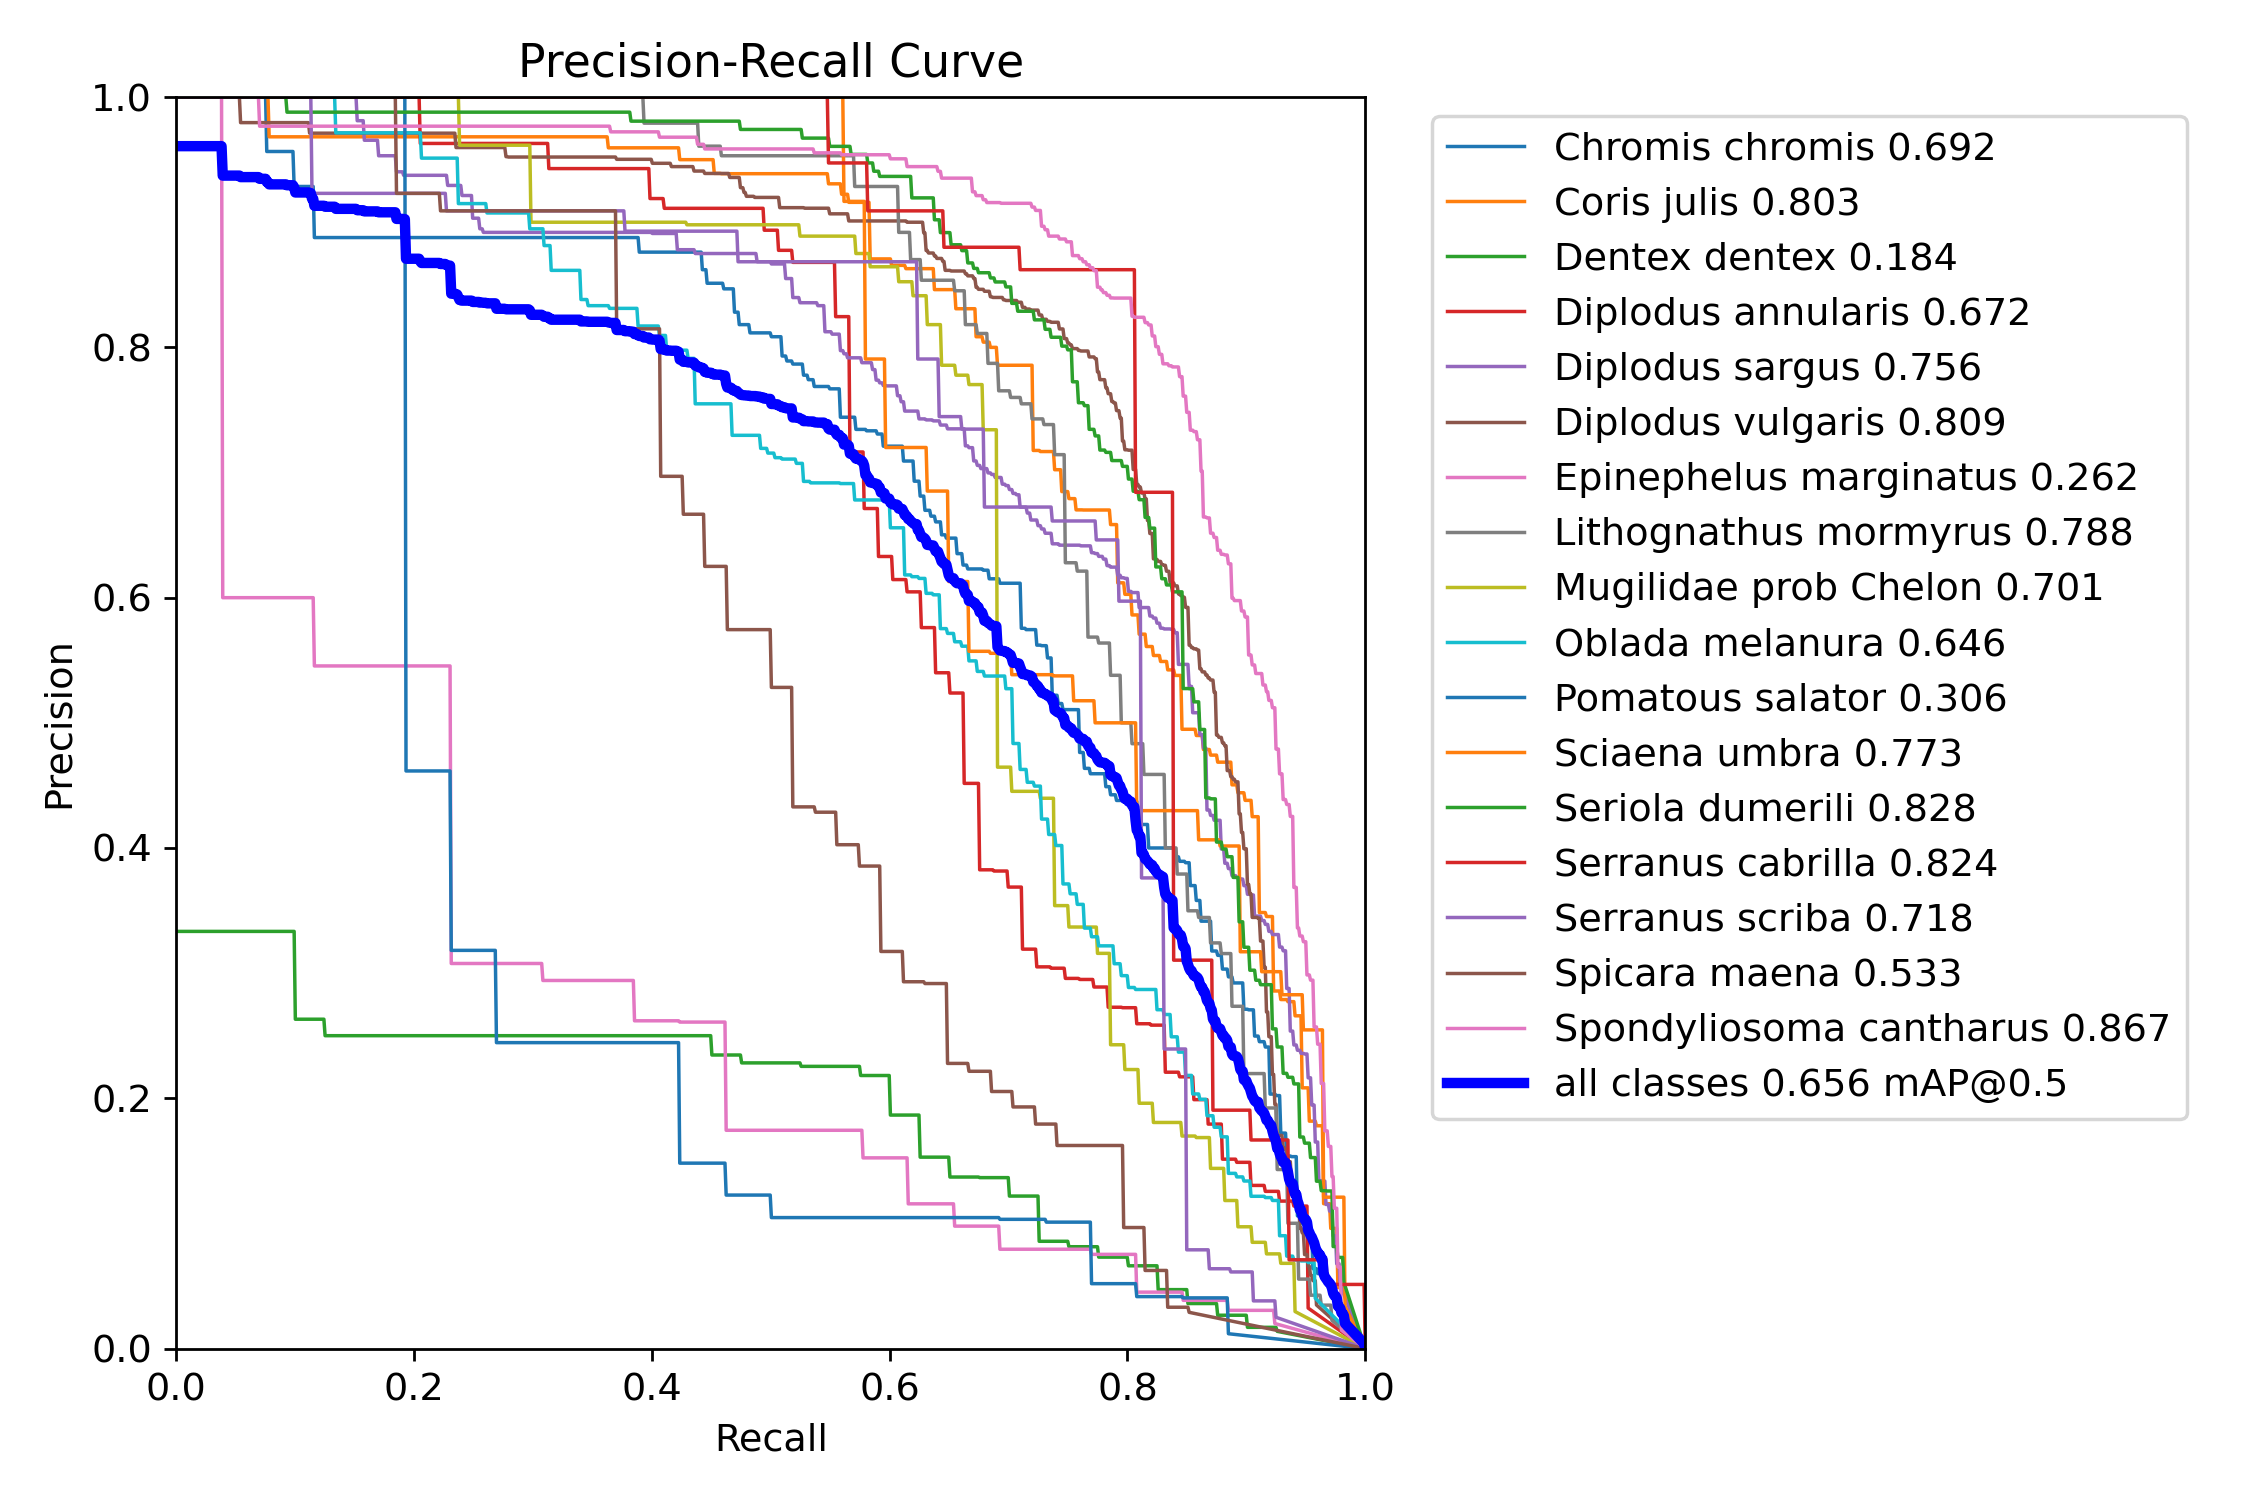 Precision-Recall Curve
1.0
0.8
0.6
0.4
0.2
0.0
Precision
0.0 0.2 0.4 0.6 0.8 1.0
Recall
Chromis chromis 0.692
Coris julis 0.803
Dentex dentex 0.184
Diplodus annularis 0.672
Diplodus sargus 0.756
Diplodus vulgaris 0.809
Epinephelus marginatus 0.262
Lithognathus mormyrus 0.788
Mugilidae prob Chelon 0.701
Oblada melanura 0.646
Pomatous salator 0.306
Sciaena umbra 0.773
Seriola dumerili 0.828
Serranus cabrilla 0.824
Serranus scriba 0.718
Spicara maena 0.533
Spondyliosoma cantharus 0.867
all classes 0.656 mAP@0.5